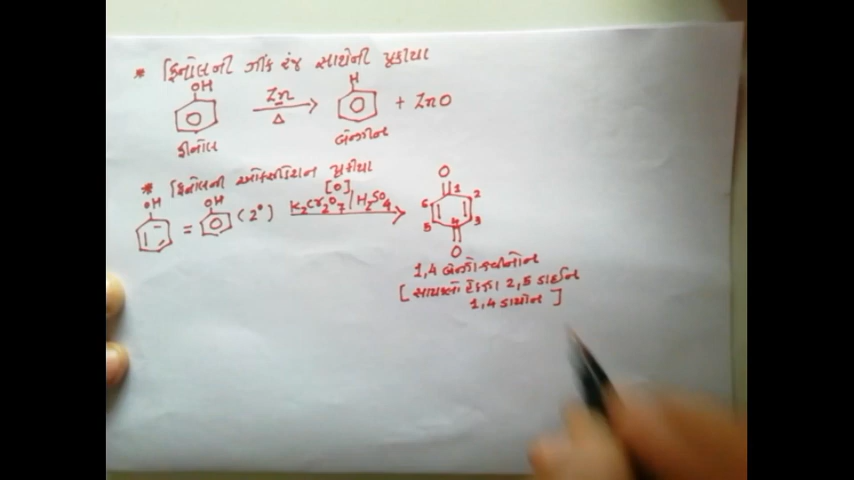 * ફિનોલની ઝીંક રજ સાથેની પ્રક્રીયા
OH H
Zn
Δ
+ ZnO
ફીનોલ બેન્ઝીન
* ફિનોલની ઓક્સીડેશન પ્રક્રીયા
OH = OH (2°) [O]
K2Cr2O7/H2SO4
O
1
6 2
5 3
4
O
1,4 બેન્ઝોક્વીનોન
[ સાયક્લો હેક્ઝા 2,5 ડાઈન
1,4 ડાયોન ]